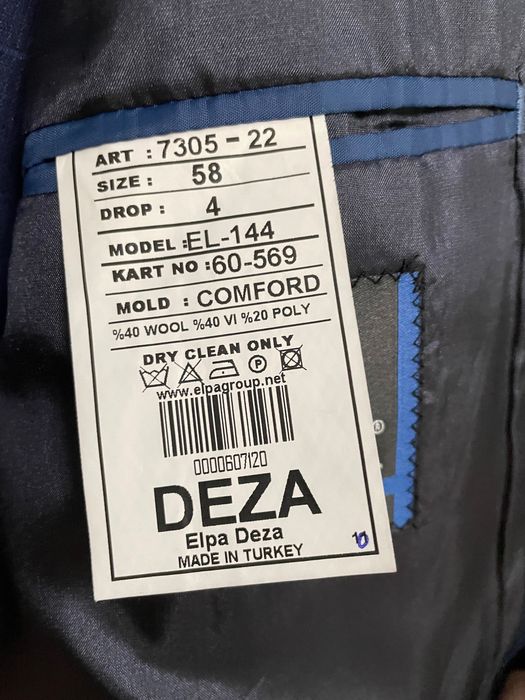 ART : 7305-22
SIZE : 58
DROP : 4
MODEL :EL-144
KART NO :60-569
MOLD : COMFORD
%40 WOOL %40 VI %20 POLY
DRY CLEAN ONLY
P
www.elpagroup.net
0000607120
DEZA
Elpa Deza
MADE IN TURKEY